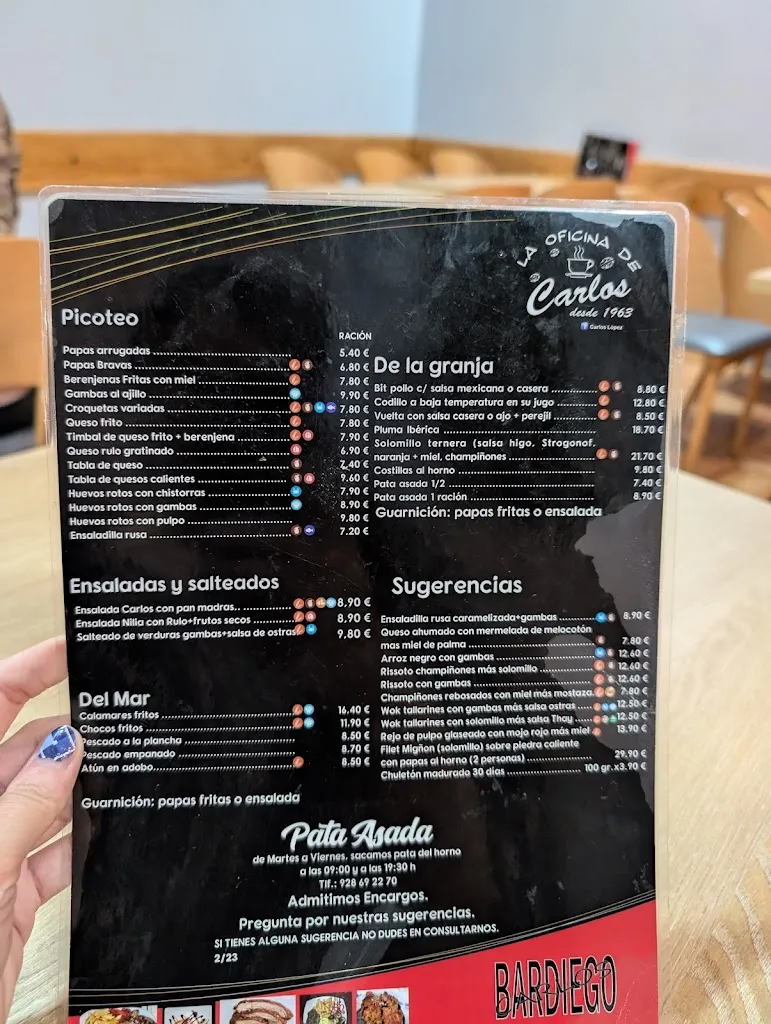 LA OFICINA DE
Carlos
desde 1963
Carlos López
Picoteo
RACIÓN
Papas arrugadas 5.40 €
Papas Bravas 6.80 €
Berenjenas Fritas con miel 7.80 €
Gambas al ajillo 9.90 €
Croquetas variadas 7.80 €
Queso frito 7.80 €
Timbal de queso frito + berenjena 7.90 €
Queso rulo gratinado 6.90 €
Tabla de queso 7.40 €
Tabla de quesos calientes 9.60 €
Huevos rotos con chistorras 7.90 €
Huevos rotos con gambas 8.90 €
Huevos rotos con pulpo 9.80 €
Ensaladilla rusa 7.20 €
De la granja
Bit pollo c/ salsa mexicana o casera 8.80 €
Codillo a baja temperatura en su jugo 12.80 €
Vuelta con salsa casera o ajo + perejil 8.50 €
Pluma Ibérica 18.70 €
Solomillo ternera (salsa higo, Strogonof,
naranja + miel, champiñones 21.70 €
Costillas al horno 9.80 €
Pata asada 1/2 7.40 €
Pata asada 1 ración 8.90 €
Guarnición: papas fritas o ensalada
Ensaladas y salteados
Ensalada Carlos con pan madras. 8.90 €
Ensalada Nilia con Rulo+frutos secos 8.90 €
Salteado de verduras gambas+salsa de ostras 9.80 €
Del Mar
Calamares fritos 16.40 €
Chocos fritos 11.90 €
Pescado a la plancha 8.50 €
Pescado empanado 8.70 €
Atún en adobo 8.50 €
Guarnición: papas fritas o ensalada
Sugerencias
Ensaladilla rusa caramelizada+gambas 8,90 €
Queso ahumado con mermelada de melocotón
mas miel de palma 7.80 €
Arroz negro con gambas 12.60 €
Rissoto champiñones más solomillo 12.60 €
Rissoto con gambas 12.60 €
Champiñones rebosados con miel más mostaza 7:80 €
Wok tallarines con gambas más salsa ostras 12.50 €
Wok tallarines con solomillo más salsa Thay 12.50 €
Rejo de pulpo glaseado con mojo rojo más miel 13.90 €
Filet Migñon (solomillo) sobre piedra caliente
con papas al horno (2 personas) 29.90 €
Chuletón madurado 30 días 100 gr.x3.90 €
Pata Asada
de Martes a Viernes, sacamos pata del horno
a las 09:00 y a las 19:30 h
Tlf.: 928 69 22 70
Admitimos Encargos.
Pregunta por nuestras sugerencias.
SI TIENES ALGUNA SUGERENCIA NO DUDES EN CONSULTARNOS.
2/23
BARDIEGO